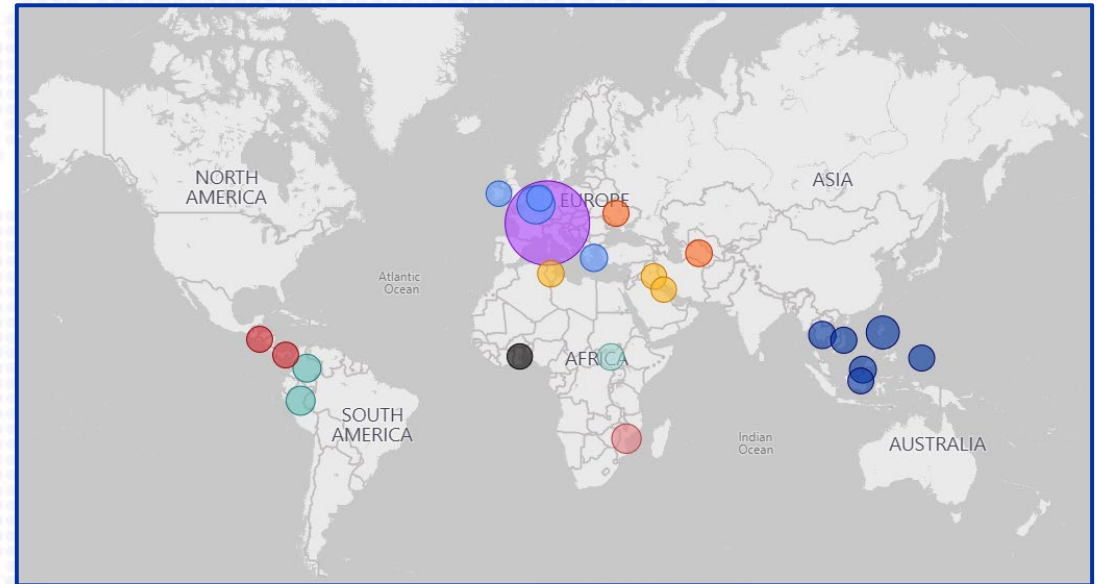 NORTH
AMERICA
EUROPE
ASIA
Atlantic
Ocean
AFRICA
SOUTH
AMERICA
Indian
Ocean
AUSTRALIA